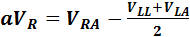 aV_R = V_RA − (V_LL + V_LA)/2